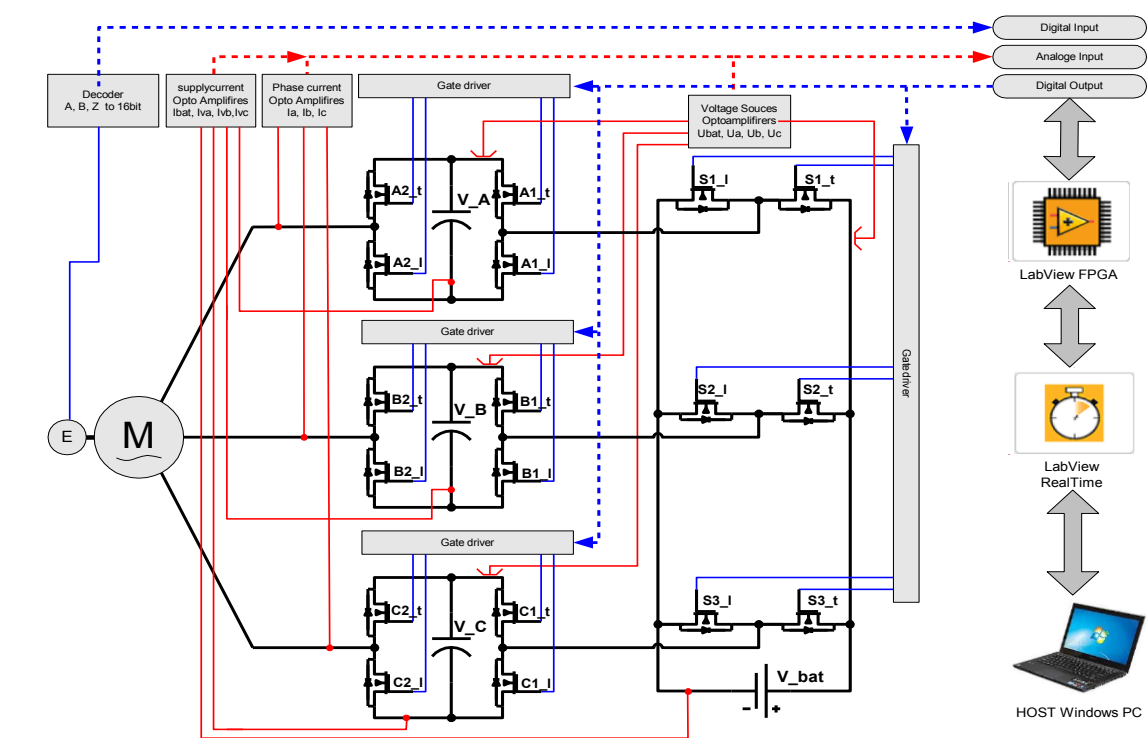 Digital Input
Analoge Input
Digital Output
Decoder
A, B, Z to 16bit
supplycurrent
Opto Amplifires
Ibat, Iva, Ivb,Ivc
Phase current
Opto Amplifires
Ia, Ib, Ic
Gate driver
Voltage Souces
Optoamplifirers
Ubat, Ua, Ub, Uc
A2_t
V_A
A1_t
A2_l
A1_l
S1_l
S1_t
LabView FPGA
Gate driver
Gate driver
B2_t
V_B
B1_t
B2_l
B1_l
S2_l
S2_t
E
M
LabView
RealTime
Gate driver
C2_t
V_C
C1_t
C2_l
C1_l
S3_l
S3_t
V_bat
- +
HOST Windows PC